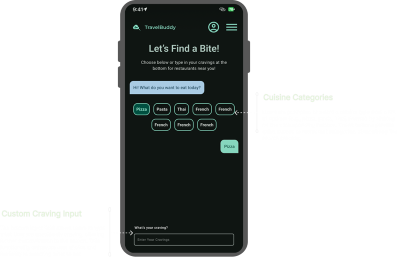 9:41
TravelBuddy
Let's Find a Bite!
Choose below or type in your cravings at the
bottom for restaurants near you!
Hi! What do you want to eat today?
Pizza Pasta Thai French French
French French French
Cuisine Categories
Pizza
Custom Craving input
What's your craving?
Enter Your Cravings